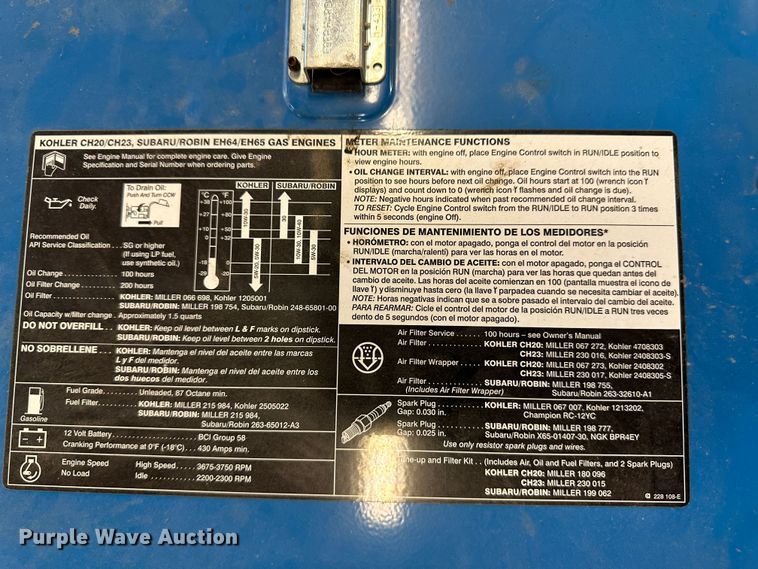 KOHLER CH20/CH23, SUBARU/ROBIN EH64/EH65 GAS ENGINES
See Engine Manual for complete engine care. Give Engine
Specification and Serial Number when ordering parts.
Check
Daily.
To Drain Oil:
Push And Turn CCW
Pull
+38
+28
+18
-18
-29
KOHLER
SUBARU/ROBIN
10W-30
5W-20, 5W-30
30
10W-30, 10W-40
5W-30
Recommended Oil
API Service Classification . . . SG or higher
(If using LP fuel,
use synthetic oil.)
Oil Change . . . . . . . . . . . . . . . 100 hours
Oil Filter Change . . . . . . . . . . 200 hours
Oil Filter . . . . . . . . . . . . . . . . . KOHLER: MILLER 066 698, Kohler 1205001
SUBARU/ROBIN: MILLER 198 754, Subaru/Robin 248-65801-00
Oil Capacity w/filter change . Approximately 1.5 quarts
DO NOT OVERFILL . . KOHLER: Keep oil level between L & F marks on dipstick.
SUBARU/ROBIN: Keep oil level between 2 holes on dipstick.
NO SOBRELLENE . . . . KOHLER: Mantenga el nivel del aceite entre las marcas
L y F del medidor.
SUBARU/ROBIN: Mantenga el nivel del aceite entre los
dos huecos del medidor.
Gasoline
Fuel Grade . . . . . . . . Unleaded, 87 Octane min.
Fuel Filter . . . . . . . . . KOHLER: MILLER 215 984, Kohler 2505022
SUBARU/ROBIN: MILLER 215 984,
Subaru/Robin 263-65012-A3
12 Volt Battery . . . . . . . . . . . . . . . . . . BCI Group 58
Cranking Performance at 0°F (-18°C) . . . 430 Amps min.
Engine Speed High Speed . . . . 3675-3750 RPM
No Load Idle . . . . . . . . . . . 2200-2300 RPM
METER MAINTENANCE FUNCTIONS
• HOUR METER: with engine off, place Engine Control switch in RUN/IDLE position to
view engine hours.
• OIL CHANGE INTERVAL: with engine off, place Engine Control switch into the RUN
position to see hours before next oil change. Oil hours start at 100 (wrench icon
displays) and count down to 0 (wrench icon flashes and oil change is due).
NOTE: Negative hours indicated when past recommended oil change interval.
TO RESET: Cycle Engine Control switch from the RUN/IDLE to RUN position 3 times
within 5 seconds (engine Off).
FUNCIONES DE MANTENIMIENTO DE LOS MEDIDORES*
• HORÓMETRO: con el motor apagado, ponga el control del motor en la posición
RUN/IDLE (marcha/ralenti) para ver las horas en el motor.
• INTERVALO DEL CAMBIO DE ACEITE: con el motor apagado, ponga el CONTROL
DEL MOTOR en la posición RUN (marcha) para ver las horas que quedan antes del
cambio de aceite. Las horas del aceite comienzan en 100 (pantalla muestra el icono de
llave) y disminuye hasta cero (la llave parpadea cuando se necesita cambiar el aceite).
NOTE: Horas negativas indican que se a sobre pasado el intervalo del cambio del aceite.
PARA REARMAR: Cicle el control del motor de la posición RUN/IDLE a RUN tres veces
dento de 5 segundos (con el motor apagado).
Air Filter Service . . . . . . 100 hours – see Owner's Manual
Air Filter . . . . . . . . . . . . . KOHLER CH20: MILLER 067 272, Kohler 4708303
CH23: MILLER 230 016, Kohler 2408303-S
Air Filter Wrapper . . . . . KOHLER CH20: MILLER 067 273, Kohler 2408302
CH23: MILLER 230 017, Kohler 2408305-S
Air Filter . . . . . . . . . . . . . SUBARU/ROBIN: MILLER 198 755,
(Includes Air Filter Wrapper) Subaru/Robin 263-32610-A1
Spark Plug . . . . . . . . . KOHLER: MILLER 067 007, Kohler 1213202,
Gap: 0.030 in. Champion RC-12YC
Spark Plug . . . . . . . . . SUBARU/ROBIN: MILLER 198 777,
Gap: 0.025 in. Subaru/Robin X65-01407-30, NGK BPR4EY
Use only resistor spark plugs and wires.
une-up and Filter Kit . . (Includes Air, Oil and Fuel Filters, and 2 Spark Plugs)
KOHLER CH20: MILLER 180 096
CH23: MILLER 230 015
SUBARU/ROBIN: MILLER 199 062
228 108-E
Purple Wave Auction